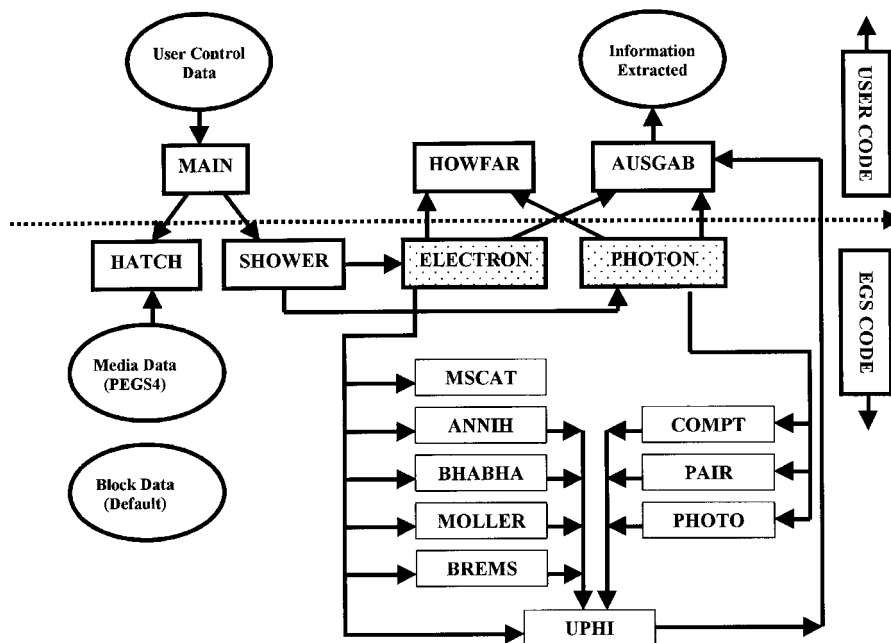 User Control
Data
Information
Extracted
USER CODE
MAIN
HOWFAR
AUSGAB
HATCH
SHOWER
ELECTRON
PHOTON
EGS CODE
Media Data
(PEGS4)
MSCAT
ANNIH
COMPT
Block Data
(Default)
BHABHA
PAIR
MOLLER
PHOTO
BREMS
UPHI